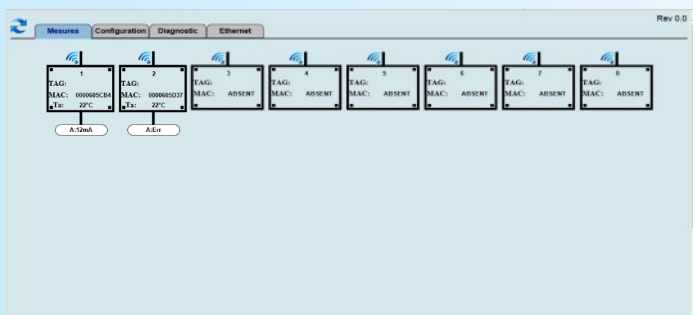 Rev 0.0
Mesures Configuration Diagnostic Ethernet
1 2 3 4 5 6 7 8
TAG: TAG: TAG: TAG: TAG: TAG: TAG: TAG:
MAC: 0000605CB4 MAC: 0000605D37 MAC: ABSENT MAC: ABSENT MAC: ABSENT MAC: ABSENT MAC: ABSENT MAC: ABSENT
Ta: 22°C Ta: 22°C
A:12mA A:Err